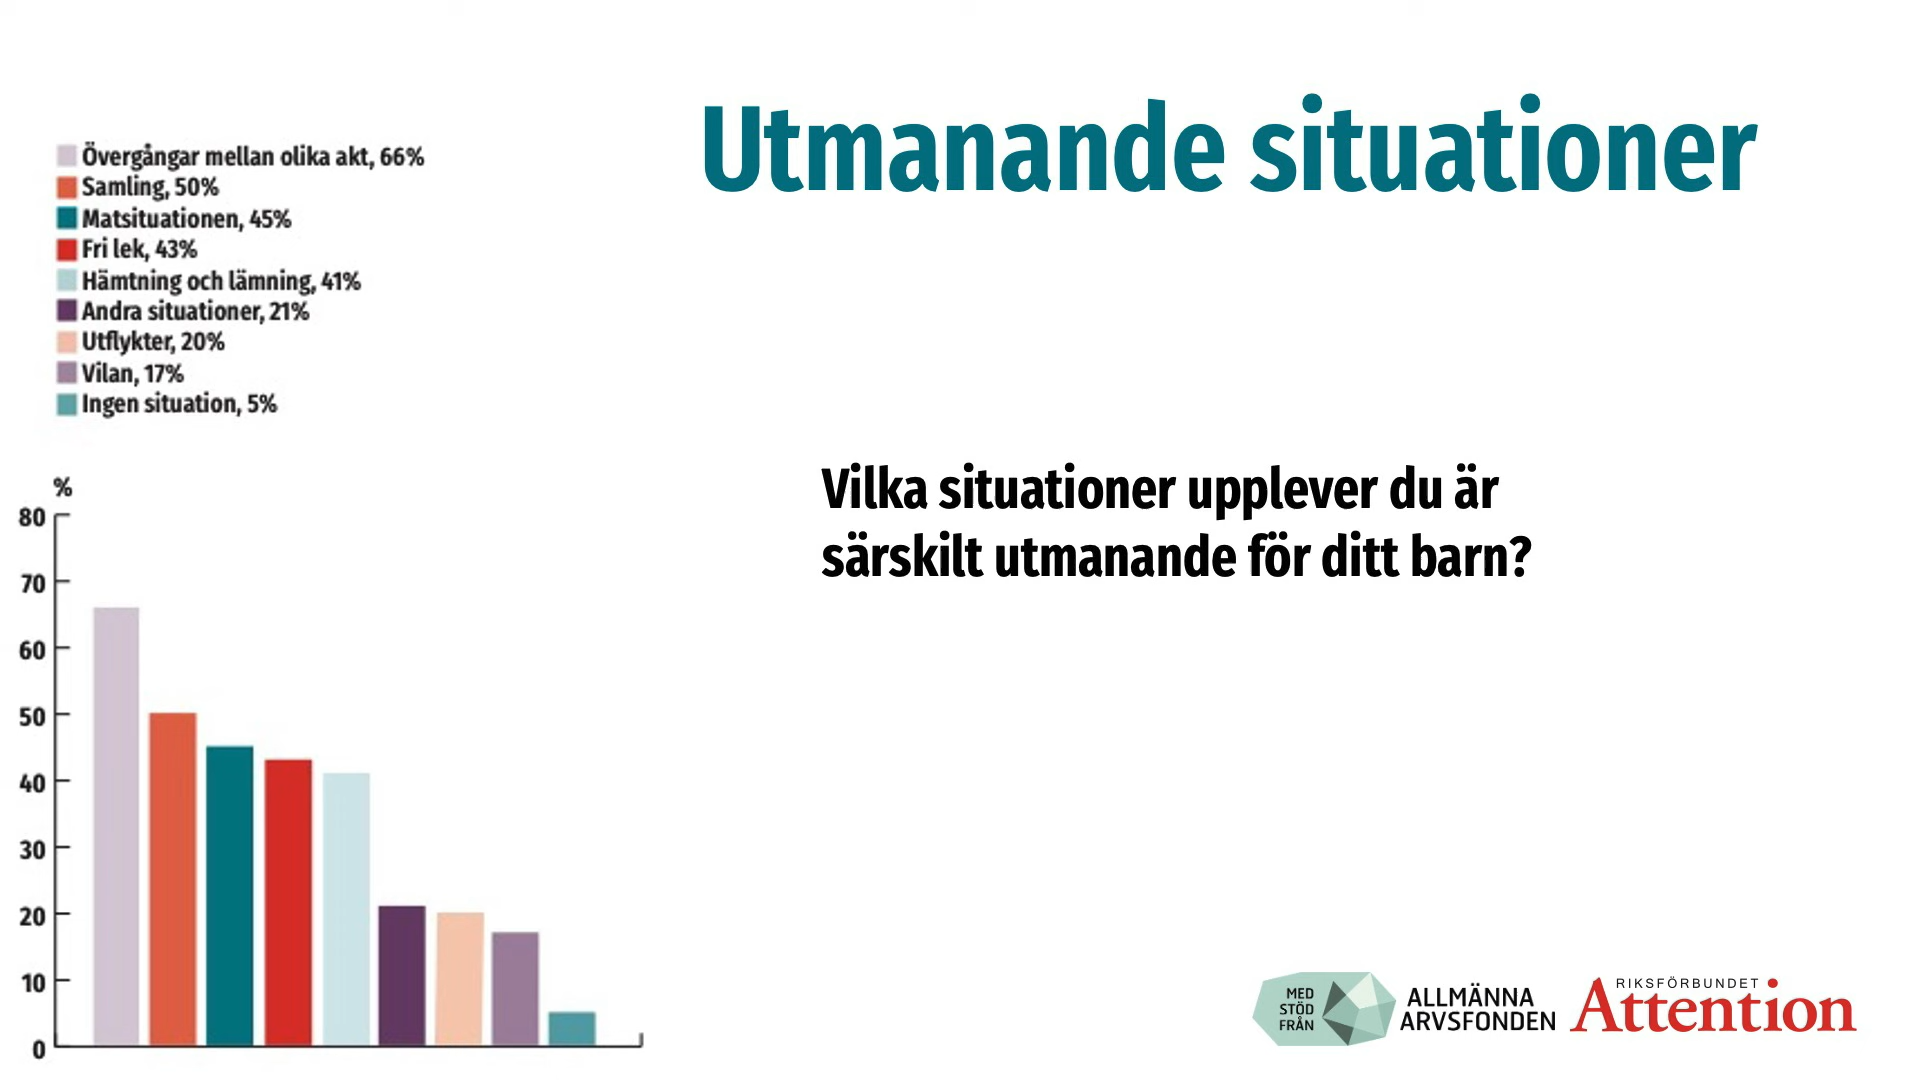 Utmanande situationer
Övergångar mellan olika akt, 66%
Samling, 50%
Matsituationen, 45%
Fri lek, 43%
Hämtning och lämning, 41%
Andra situationer, 21%
Utflykter, 20%
Vilan, 17%
Ingen situation, 5%
Vilka situationer upplever du är
särskilt utmanande för ditt barn?
%
80
70
60
50
40
30
20
10
0
MED
STÖD
FRÅN
ALLMÄNNA
ARVSFONDEN
RIKSFÖRBUNDET
Attention